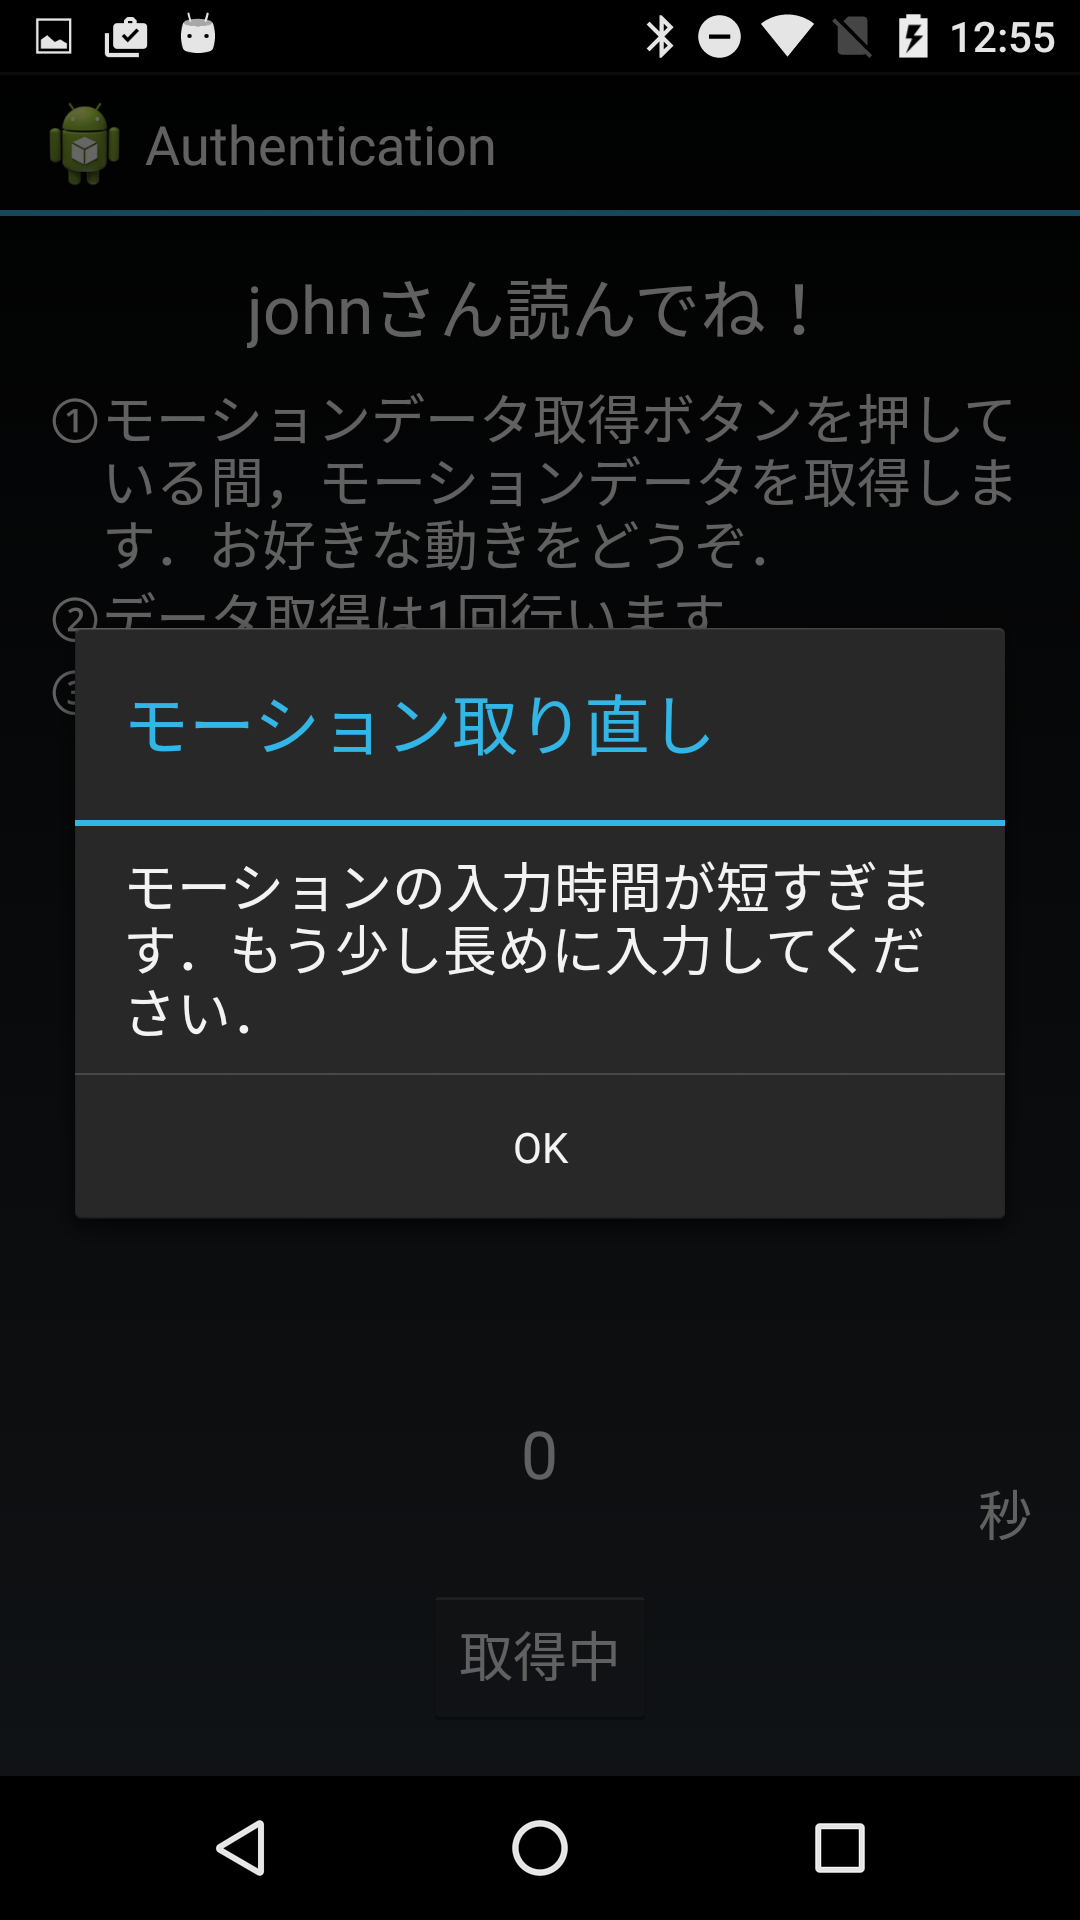 12:55
Authentication
johnさん読んでね！
①モーションデータ取得ボタンを押して
いる間，モーションデータを取得しま
す．お好きな動きをどうぞ．
②データ取得は1回行います
③
モーション取り直し
モーションの入力時間が短すぎま
す．もう少し長めに入力してくだ
さい．
OK
0
秒
取得中